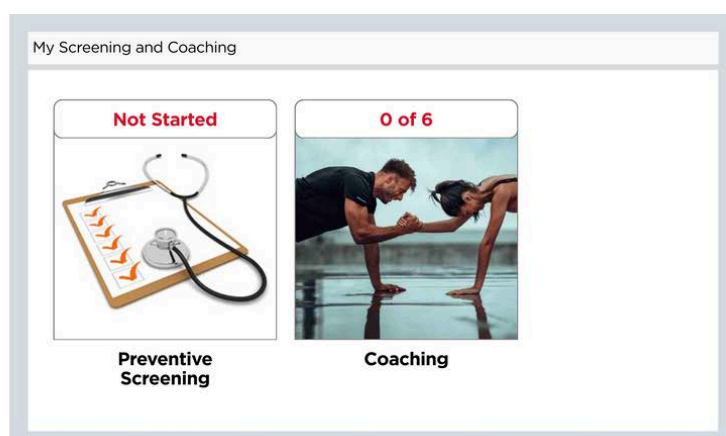 My Screening and Coaching
Not Started
0 of 6
Preventive
Screening
Coaching